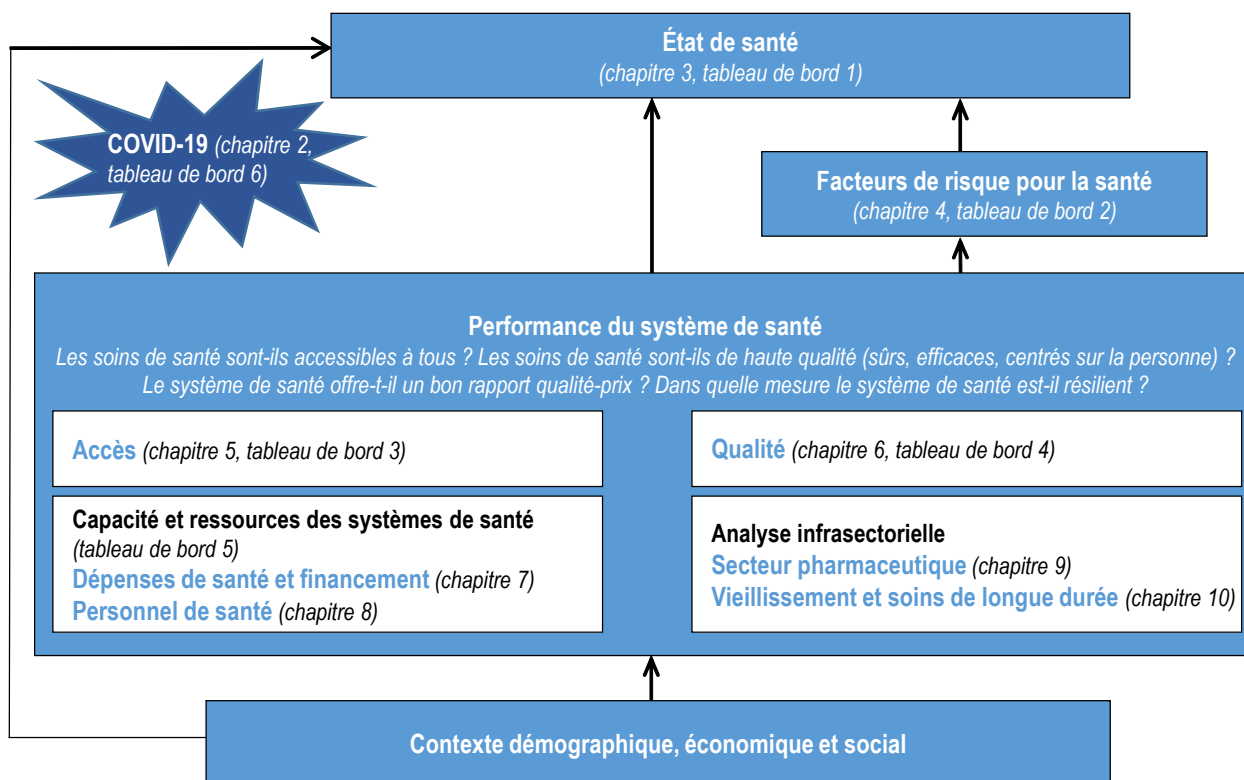 État de santé
(chapitre 3, tableau de bord 1)
COVID-19 (chapitre 2,
tableau de bord 6)
Facteurs de risque pour la santé
(chapitre 4, tableau de bord 2)
Performance du système de santé
Les soins de santé sont-ils accessibles à tous ? Les soins de santé sont-ils de haute qualité (sûrs, efficaces, centrés sur la personne) ?
Le système de santé offre-t-il un bon rapport qualité-prix ? Dans quelle mesure le système de santé est-il résilient ?
Accès (chapitre 5, tableau de bord 3)
Qualité (chapitre 6, tableau de bord 4)
Capacité et ressources des systèmes de santé
(tableau de bord 5)
Dépenses de santé et financement (chapitre 7)
Personnel de santé (chapitre 8)
Analyse infrasectorielle
Secteur pharmaceutique (chapitre 9)
Vieillissement et soins de longue durée (chapitre 10)
Contexte démographique, économique et social